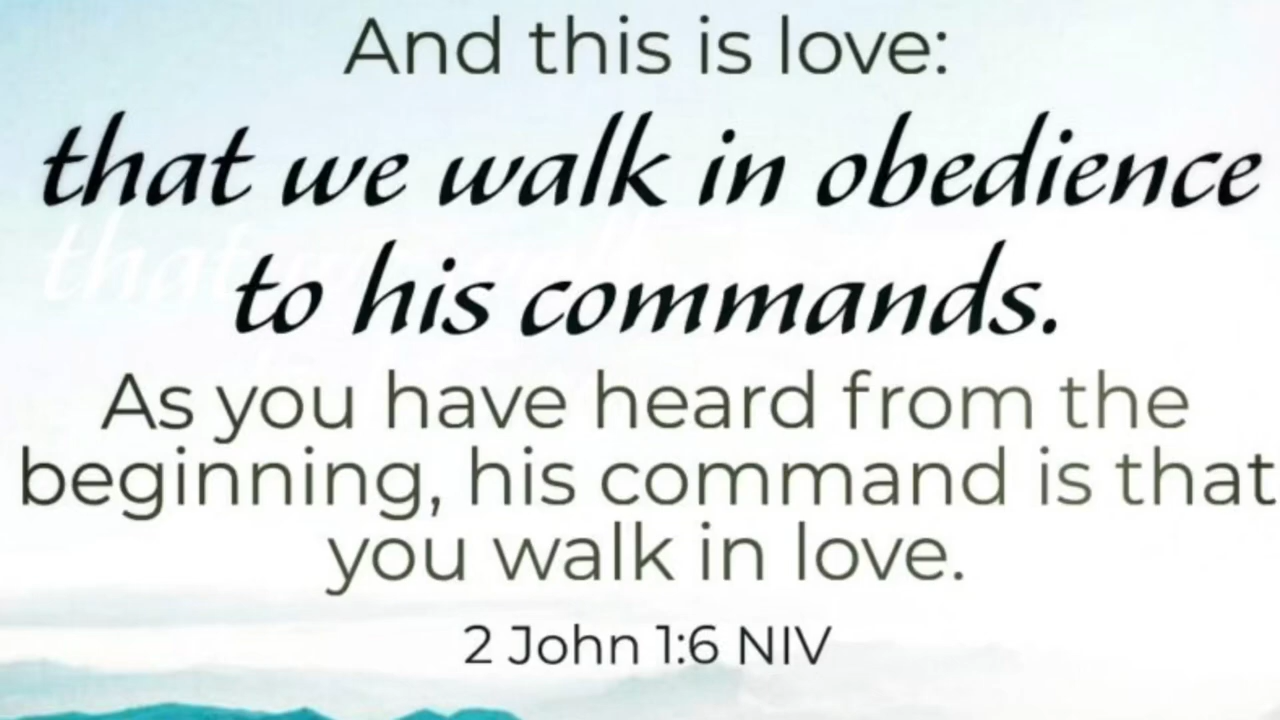 And this is love:
that we walk in obedience
to his commands.
As you have heard from the
beginning, his command is that
you walk in love.
2 John 1:6 NIV